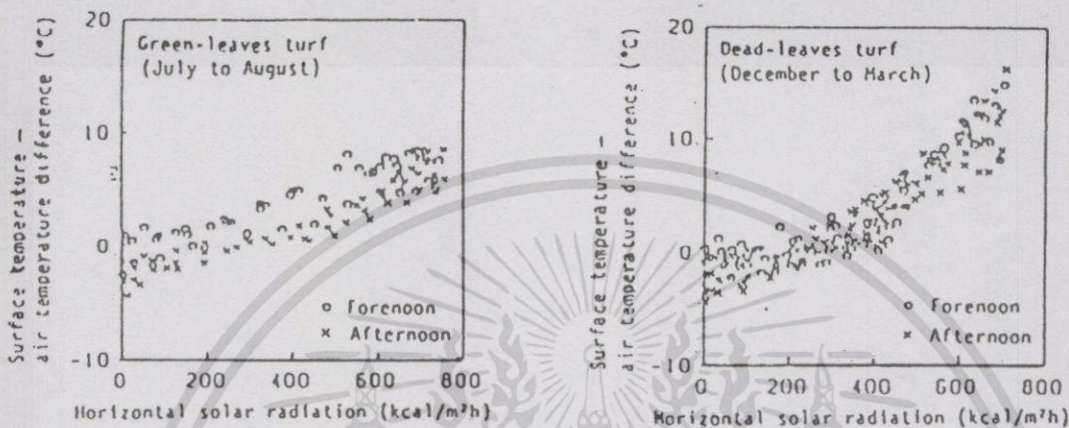 Surface temperature −
air temperature difference (°C)
20
10
0
-10
Green-leaves turf
(July to August)
o Forenoon
x Afternoon
0 200 400 600 800
Horizontal solar radiation (kcal/m²h)
Surface temperature −
air temperature difference (°C)
20
10
0
-10
Dead-leaves turf
(December to March)
o Forenoon
x Afternoon
0 200 400 600 800
Horizontal solar radiation (kcal/m²h)